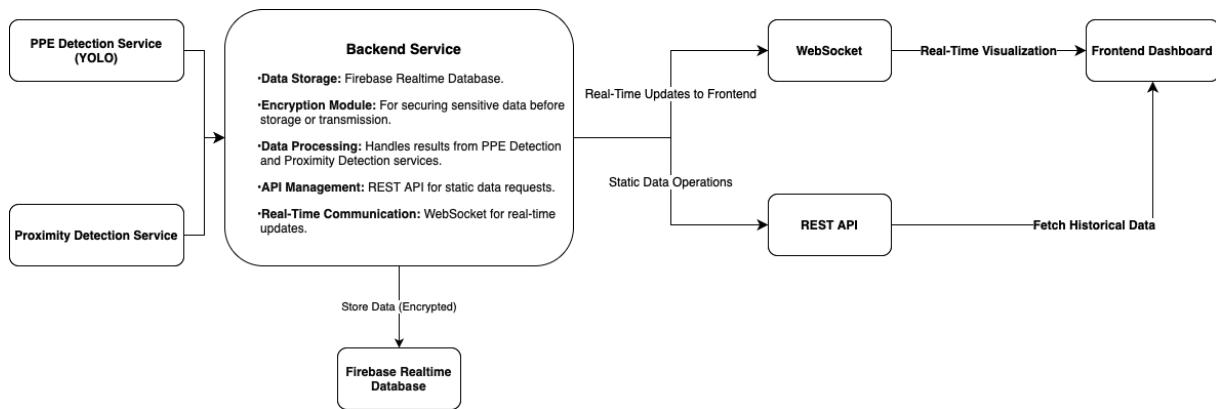 PPE Detection Service
(YOLO)
Proximity Detection Service
Backend Service
•Data Storage: Firebase Realtime Database.
•Encryption Module: For securing sensitive data before
storage or transmission.
•Data Processing: Handles results from PPE Detection
and Proximity Detection services.
•API Management: REST API for static data requests.
•Real-Time Communication: WebSocket for real-time
updates.
Store Data (Encrypted)
Firebase Realtime
Database
Real-Time Updates to Frontend
Static Data Operations
WebSocket
Real-Time Visualization
Frontend Dashboard
REST API
Fetch Historical Data